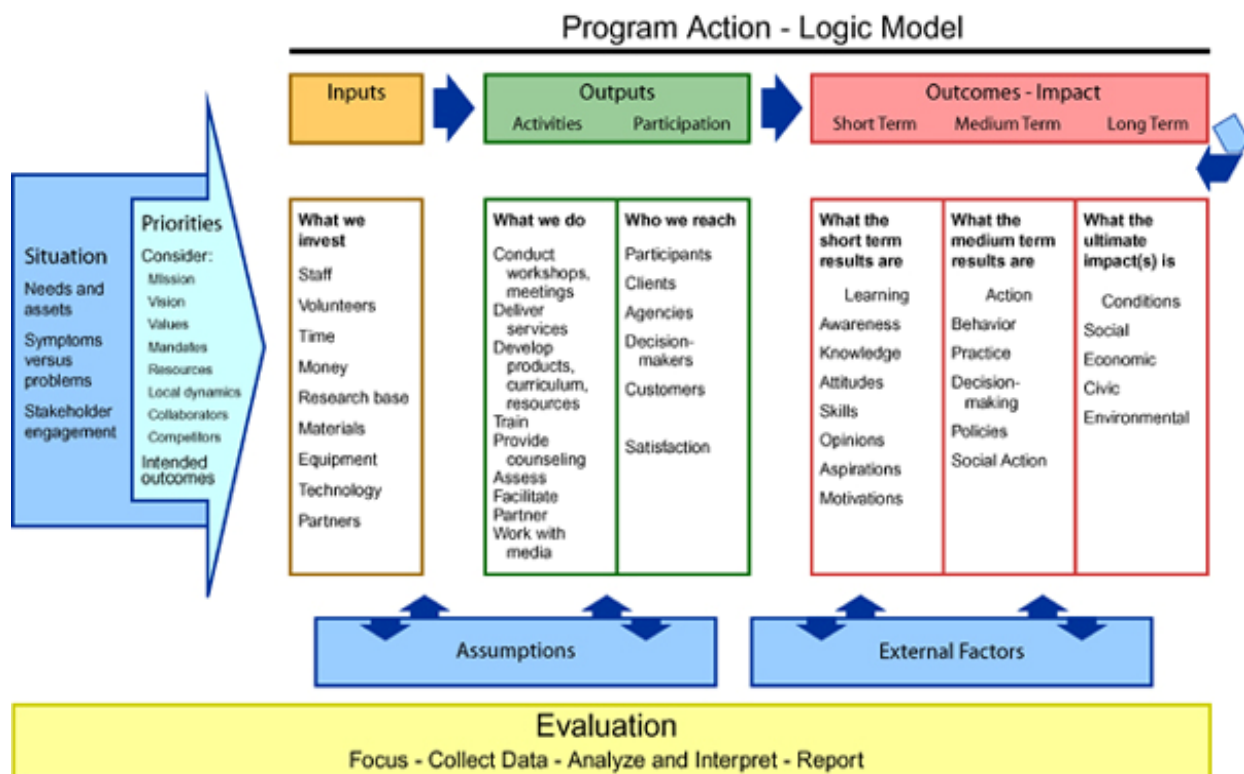 Program Action - Logic Model
Inputs
Outputs
Activities
Participation
Outcomes - Impact
Short Term
Medium Term
Long Term
Situation
Needs and
assets
Symptoms
versus
problems
Stakeholder
engagement
Priorities
Consider:
Mission
Vision
Values
Mandates
Resources
Local dynamics
Collaborators
Competitors
Intended
outcomes
What we
invest
Staff
Volunteers
Time
Money
Research base
Materials
Equipment
Technology
Partners
What we do
Conduct
workshops,
meetings
Deliver
services
Develop
products,
curriculum,
resources
Train
Provide
counseling
Assess
Facilitate
Partner
Work with
media
Who we reach
Participants
Clients
Agencies
Decision-
makers
Customers
Satisfaction
What the
short term
results are
Learning
Awareness
Knowledge
Attitudes
Skills
Opinions
Aspirations
Motivations
What the
medium term
results are
Action
Behavior
Practice
Decision-
making
Policies
Social Action
What the
ultimate
impact(s) is
Conditions
Social
Economic
Civic
Environmental
Assumptions
External Factors
Evaluation
Focus - Collect Data - Analyze and Interpret - Report